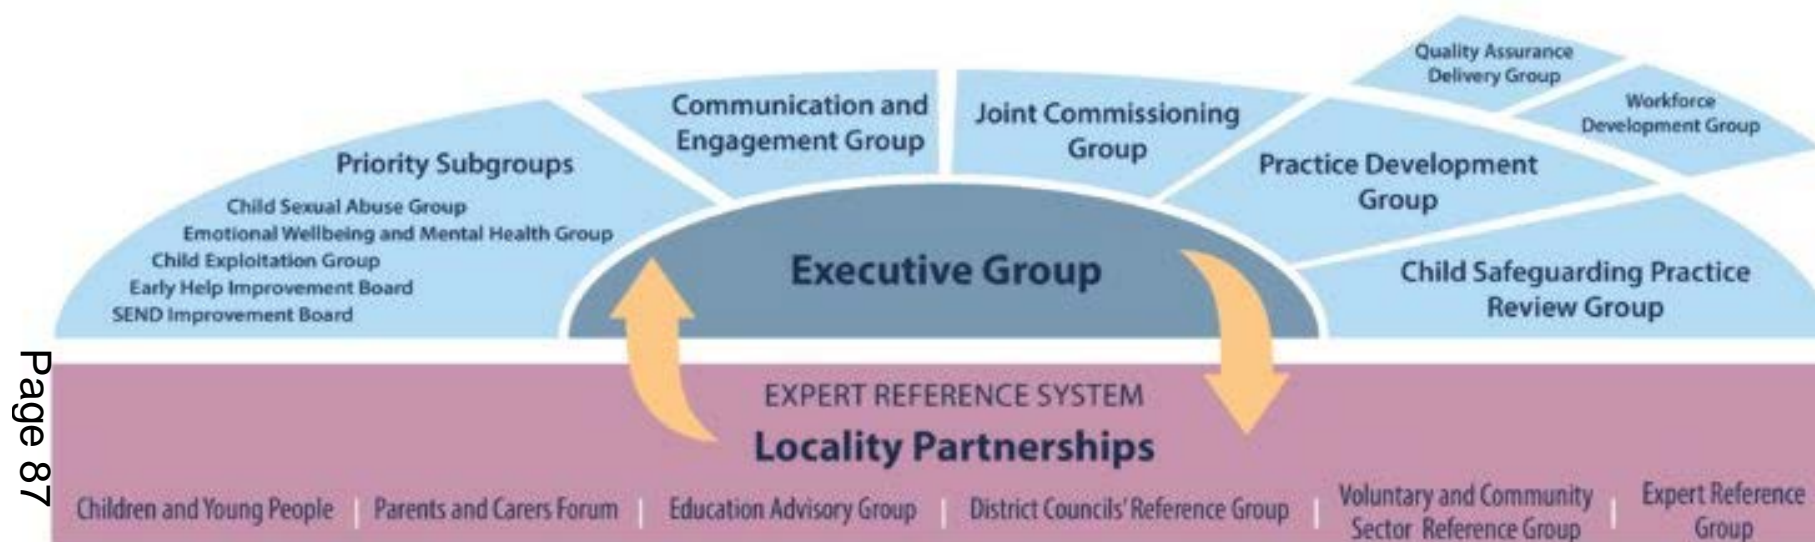 Quality Assurance
Delivery Group
Workforce
Development Group
Communication and
Engagement Group
Joint Commissioning
Group
Practice Development
Group
Priority Subgroups
Child Sexual Abuse Group
Emotional Wellbeing and Mental Health Group
Child Exploitation Group
Early Help Improvement Board
SEND Improvement Board
Executive Group
Child Safeguarding Practice
Review Group
EXPERT REFERENCE SYSTEM
Locality Partnerships
Children and Young People
Parents and Carers Forum
Education Advisory Group
District Councils' Reference Group
Voluntary and Community
Sector Reference Group
Expert Reference
Group
Page 87